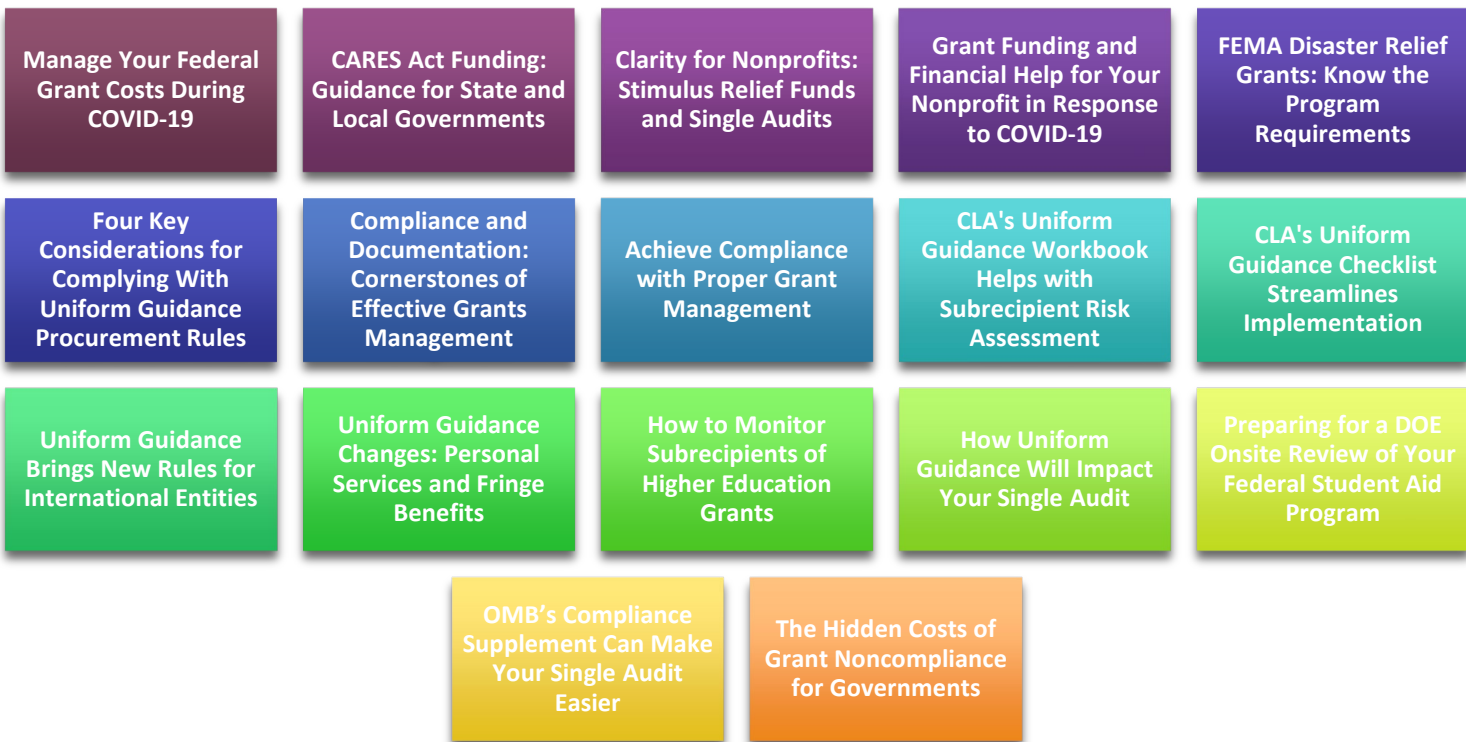 Manage Your Federal
Grant Costs During
COVID-19
CARES Act Funding:
Guidance for State and
Local Governments
Clarity for Nonprofits:
Stimulus Relief Funds
and Single Audits
Grant Funding and
Financial Help for Your
Nonprofit in Response
to COVID-19
FEMA Disaster Relief
Grants: Know the
Program
Requirements
Four Key
Considerations for
Complying With
Uniform Guidance
Procurement Rules
Compliance and
Documentation:
Cornerstones of
Effective Grants
Management
Achieve Compliance
with Proper Grant
Management
CLA's Uniform
Guidance Workbook
Helps with
Subrecipient Risk
Assessment
CLA's Uniform
Guidance Checklist
Streamlines
Implementation
Uniform Guidance
Brings New Rules for
International Entities
Uniform Guidance
Changes: Personal
Services and Fringe
Benefits
How to Monitor
Subrecipients of
Higher Education
Grants
How Uniform
Guidance Will Impact
Your Single Audit
Preparing for a DOE
Onsite Review of Your
Federal Student Aid
Program
OMB’s Compliance
Supplement Can Make
Your Single Audit
Easier
The Hidden Costs of
Grant Noncompliance
for Governments